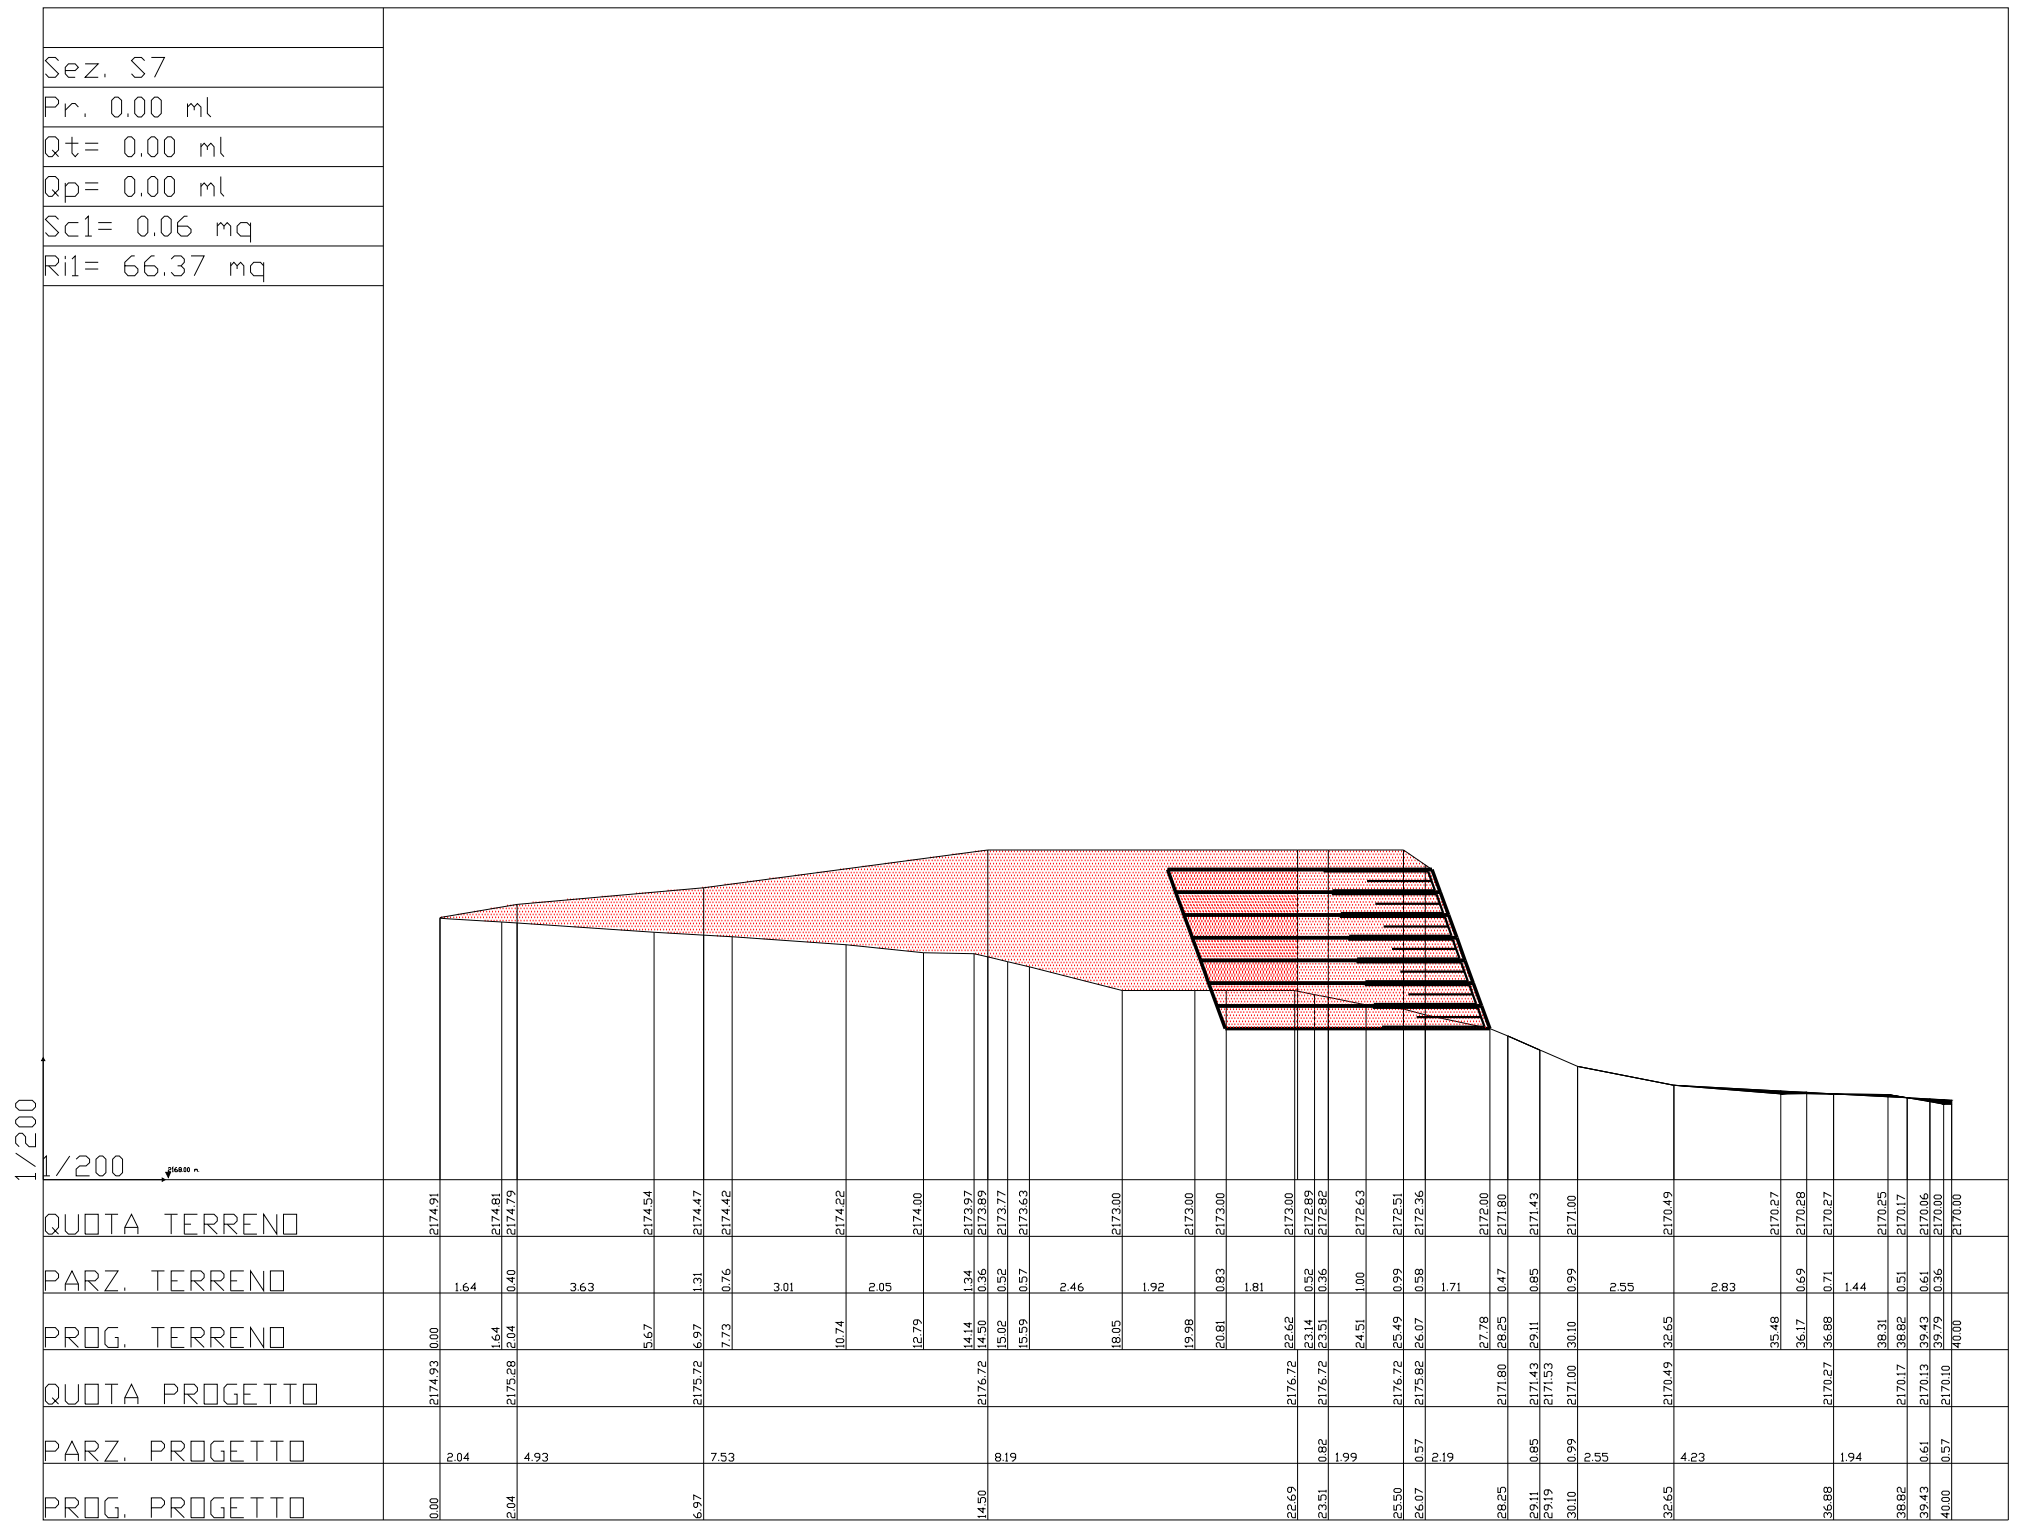 Sez. S7
Pr. 0.00 ml
Qt= 0.00 ml
Qp= 0.00 ml
Sc1= 0.06 mq
Ri1= 66.37 mq
1/200
1/200
2168.00 m.
QUOTA TERRENO 2174.91 2174.81 2174.79 2174.54 2174.47 2174.42 2174.22 2174.00 2173.97 2173.89 2173.77 2173.63 2173.00 2173.00 2173.00 2173.00 2172.89 2172.82 2172.63 2172.51 2172.36 2172.00 2171.80 2171.43 2171.00 2170.49 2170.27 2170.28 2170.27 2170.25 2170.17 2170.06 2170.00 2170.00
PARZ. TERRENO 1.64 0.40 3.63 1.31 0.76 3.01 2.05 1.34 0.36 0.52 0.57 2.46 1.92 0.83 1.81 0.52 0.36 1.00 0.99 0.58 1.71 0.47 0.85 0.99 2.55 2.83 0.69 0.71 1.44 0.51 0.61 0.36
PROG. TERRENO 0.00 1.64 2.04 5.67 6.97 7.73 10.74 12.79 14.14 14.50 15.02 15.59 18.05 19.98 20.81 22.62 23.14 23.51 24.51 25.49 26.07 27.78 28.25 29.11 30.10 32.65 35.48 36.17 36.88 38.31 38.82 39.43 39.79 40.00
QUOTA PROGETTO 2174.93 2175.28 2175.72 2176.72 2176.72 2176.72 2176.72 2175.82 2171.80 2171.43 2171.53 2171.00 2170.49 2170.27 2170.17 2170.13 2170.10
PARZ. PROGETTO 2.04 4.93 7.53 8.19 0.82 1.99 0.57 2.19 0.85 0.99 2.55 4.23 1.94 0.61 0.57
PROG. PROGETTO 0.00 2.04 6.97 14.50 22.69 23.51 25.50 26.07 28.25 29.11 29.19 30.10 32.65 36.88 38.82 39.43 40.00